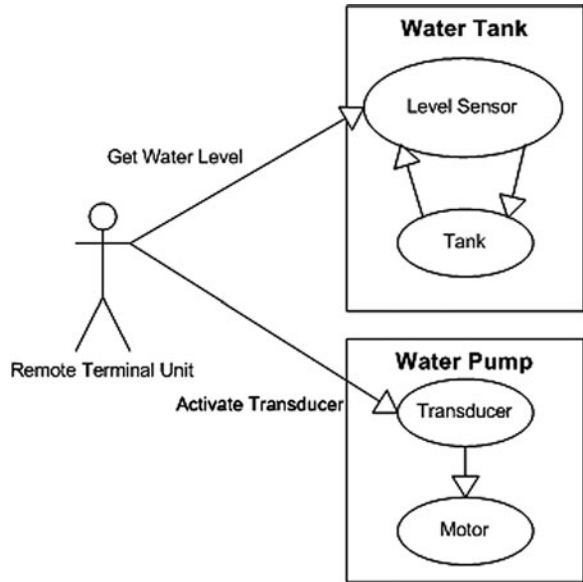 Water Tank
Level Sensor
Get Water Level
Tank
Remote Terminal Unit
Water Pump
Activate Transducer
Transducer
Motor